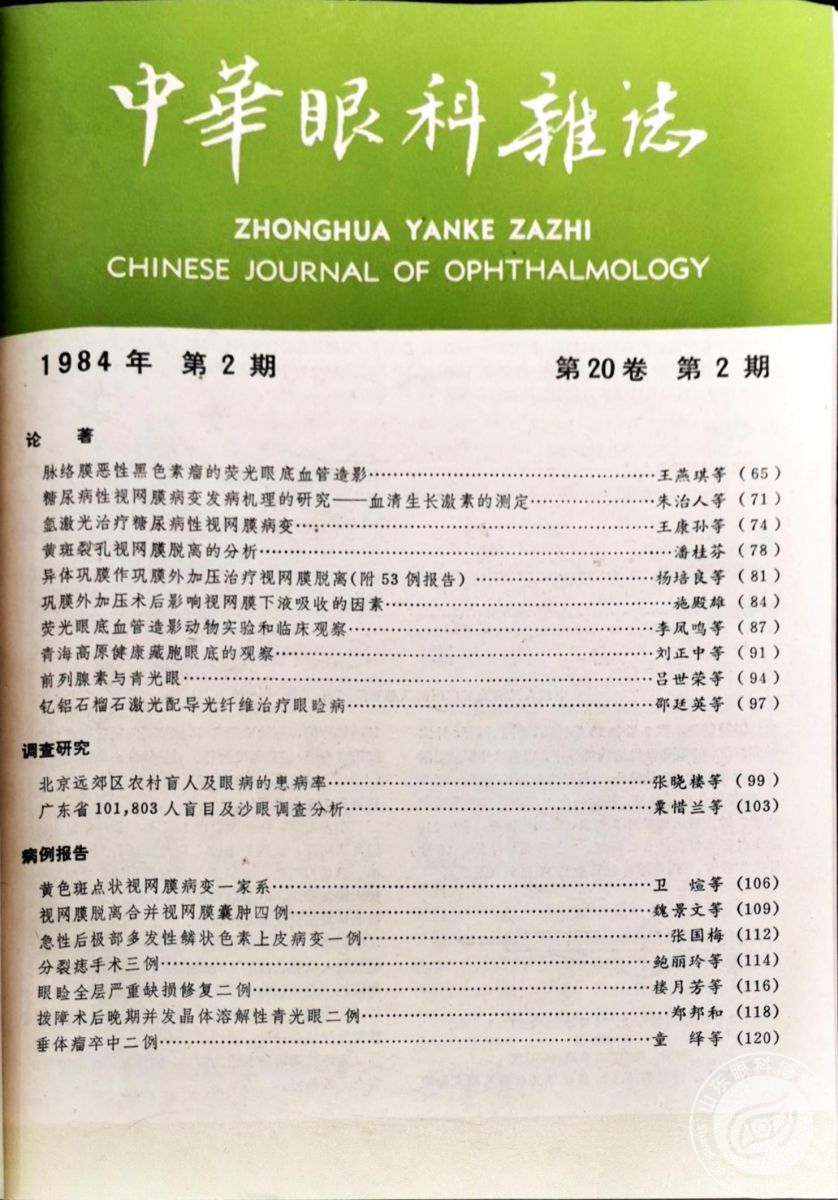 中華眼科雜誌
ZHONGHUA YANKE ZAZHI
CHINESE JOURNAL OF OPHTHALMOLOGY
1984年 第2期 第20卷 第2期
论 著
脉络膜恶性黑色素瘤的荧光眼底血管造影……王燕琪等(65)
糖尿病性视网膜病变发病机理的研究——血清生长激素的测定……朱治人等(71)
氩激光治疗糖尿病性视网膜病变……王康孙等(74)
黄斑裂孔视网膜脱离的分析……潘桂芬(78)
异体巩膜作巩膜外加压治疗视网膜脱离(附53例报告)……杨培良等(81)
巩膜外加压术后影响视网膜下液吸收的因素……施殿雄(84)
荧光眼底血管造影动物实验和临床观察……李凤鸣等(87)
青海高原健康藏胞眼底的观察……刘正中等(91)
前列腺素与青光眼……吕世荣等(94)
钇铝石榴石激光配导光纤维治疗眼睑病……邵廷英等(97)
调查研究
北京远郊区农村盲人及眼病的患病率……张晓楼等(99)
广东省101,803人盲目及沙眼调查分析……粟惜兰等(103)
病例报告
黄色斑点状视网膜病变一家系……卫 煊等(106)
视网膜脱离合并视网膜囊肿四例……魏景文等(109)
急性后极部多发性鳞状色素上皮病变一例……张国梅(112)
分裂痣手术三例……鲍丽玲等(114)
眼睑全层严重缺损修复二例……楼月芳等(116)
拨障术后晚期并发晶体溶解性青光眼二例……郑邦和(118)
垂体瘤卒中二例……童 绎等(120)
山东眼科博